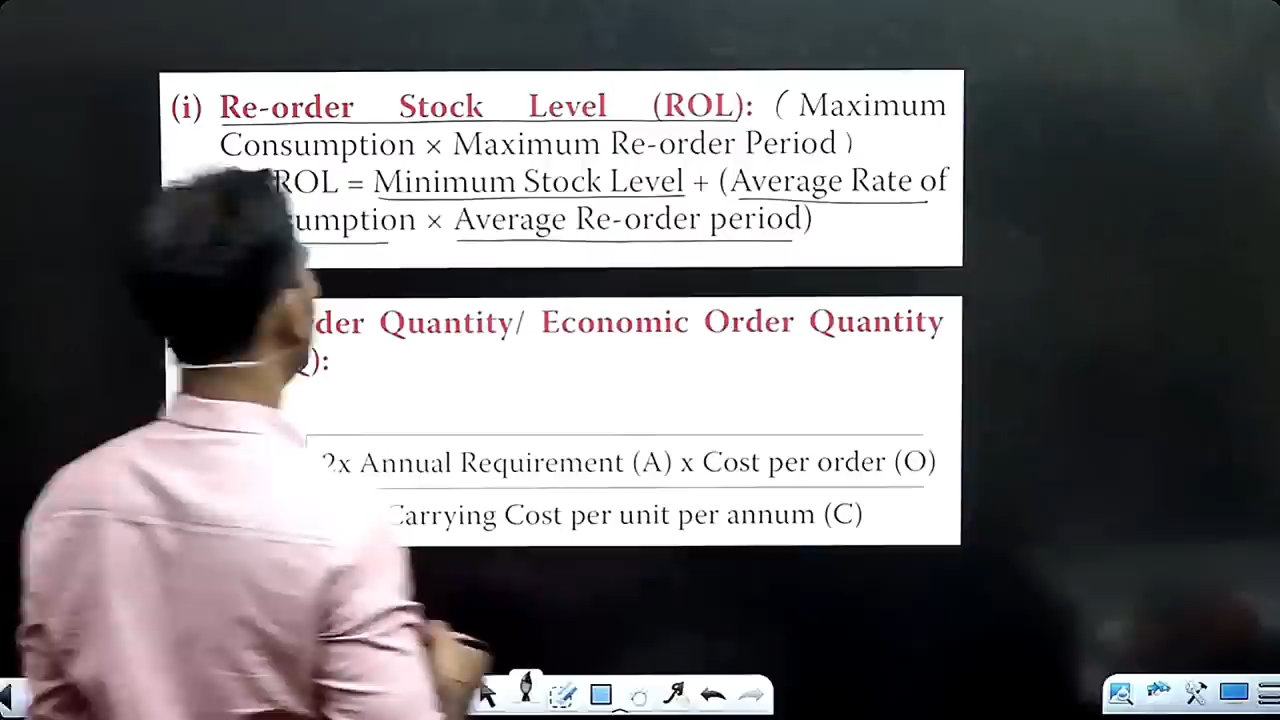 (i) Re-order Stock Level (ROL): ( Maximum
Consumption × Maximum Re-order Period )
ROL = Minimum Stock Level + (Average Rate of
× Average Re-order period)
Quantity/ Economic Order Quantity
2x Annual Requirement (A) x Cost per order (O)
Carrying Cost per unit per annum (C)